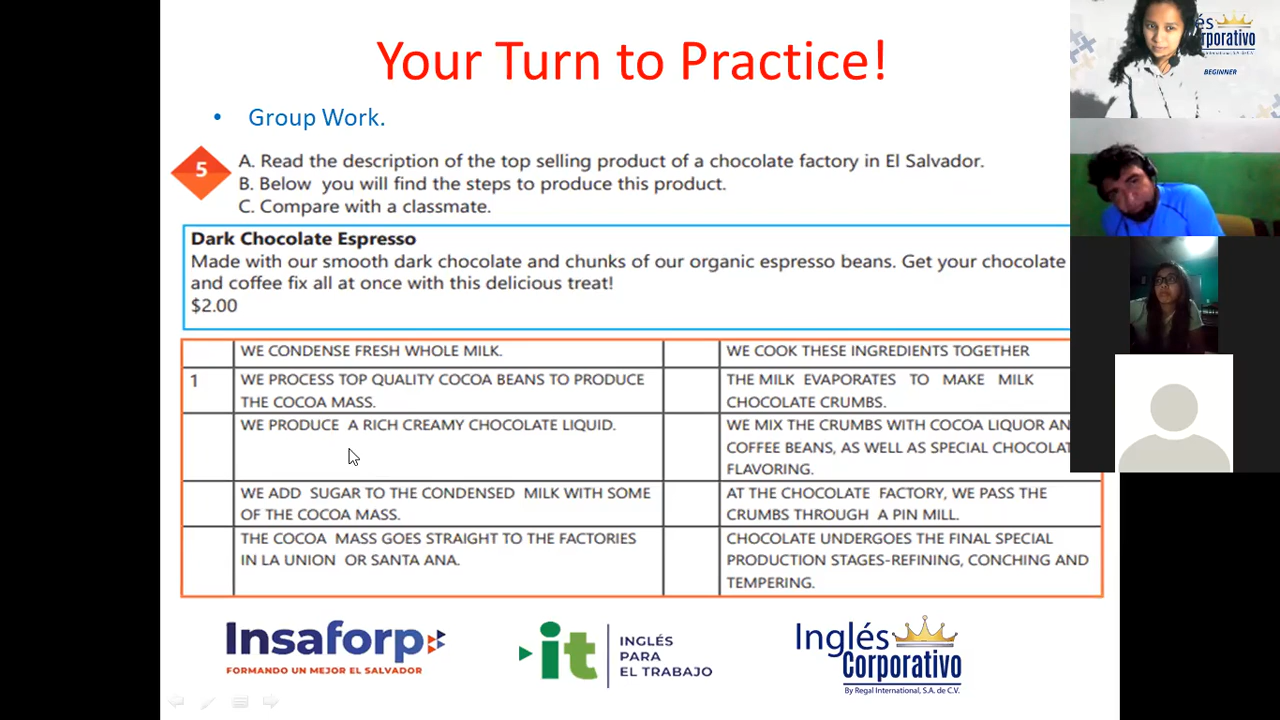 Your Turn to Practice!
• Group Work.
5
A. Read the description of the top selling product of a chocolate factory in El Salvador.
B. Below you will find the steps to produce this product.
C. Compare with a classmate.
Dark Chocolate Espresso
Made with our smooth dark chocolate and chunks of our organic espresso beans. Get your chocolate
and coffee fix all at once with this delicious treat!
$2.00
WE CONDENSE FRESH WHOLE MILK.
WE COOK THESE INGREDIENTS TOGETHER
1
WE PROCESS TOP QUALITY COCOA BEANS TO PRODUCE
THE COCOA MASS.
THE MILK EVAPORATES TO MAKE MILK
CHOCOLATE CRUMBS.
WE PRODUCE A RICH CREAMY CHOCOLATE LIQUID.
WE MIX THE CRUMBS WITH COCOA LIQUOR AN
COFFEE BEANS, AS WELL AS SPECIAL CHOCOLAT
FLAVORING.
WE ADD SUGAR TO THE CONDENSED MILK WITH SOME
OF THE COCOA MASS.
AT THE CHOCOLATE FACTORY, WE PASS THE
CRUMBS THROUGH A PIN MILL.
THE COCOA MASS GOES STRAIGHT TO THE FACTORIES
IN LA UNION OR SANTA ANA.
CHOCOLATE UNDERGOES THE FINAL SPECIAL
PRODUCTION STAGES-REFINING, CONCHING AND
TEMPERING.
Insaforp
FORMANDO UN MEJOR EL SALVADOR
it
INGLÉS
PARA
EL TRABAJO
Inglés
Corporativo
By Regal International, S.A. de C.V.
és
rporativo
BEGINNER